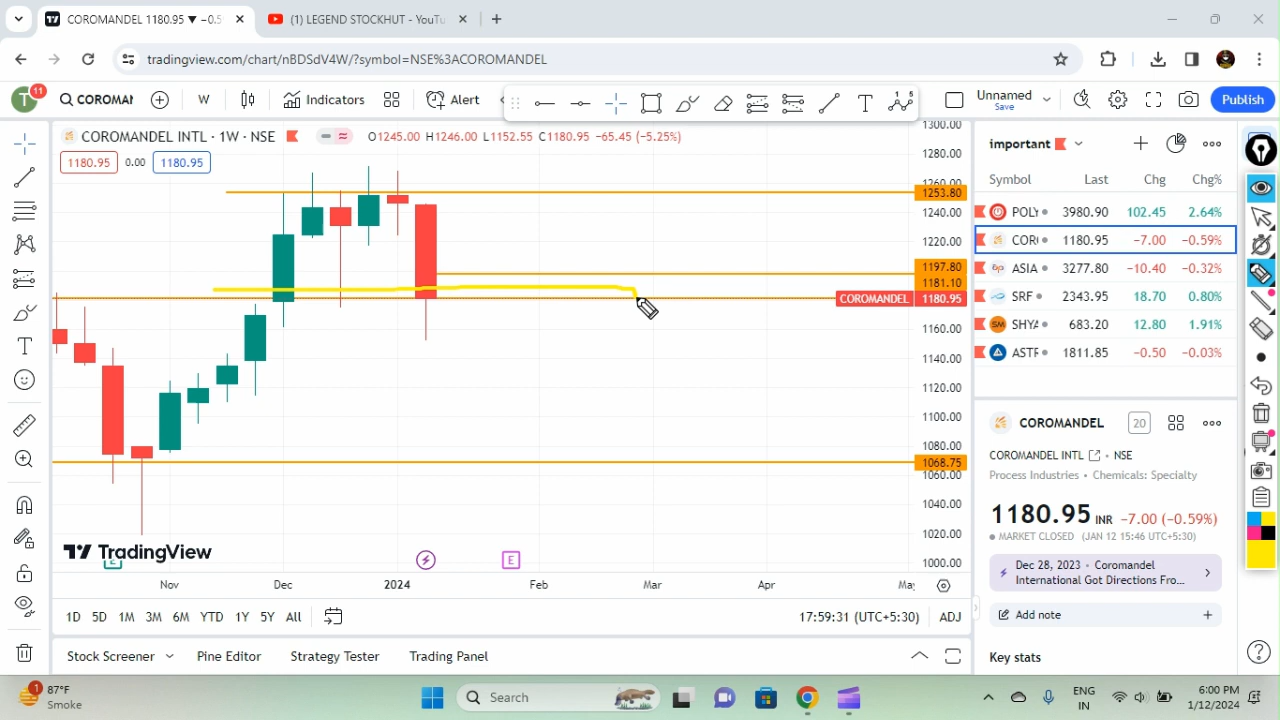 COROMANDEL 1180.95 ▼ −0.5
(1) LEGEND STOCKHUT - YouTu
tradingview.com/chart/nBDSdV4W/?symbol=NSE%3ACOROMANDEL
T
11
COROMAN
W
Indicators
Alert
T
1
5
Unnamed
Save
Publish
COROMANDEL INTL · 1W · NSE
O1245.00 H1246.00 L1152.55 C1180.95 −65.45 (−5.25%)
1180.95
0.00
1180.95
1300.00
1280.00
1260.00
1253.80
1240.00
1220.00
1197.80
1181.10
COROMANDEL 1180.95
1160.00
1140.00
1120.00
1100.00
1080.00
1068.75
1060.00
1040.00
1020.00
1000.00
TradingView
E
E
Nov
Dec
2024
Feb
Mar
Apr
May
1D 5D 1M 3M 6M YTD 1Y 5Y All
17:59:31 (UTC+5:30)
ADJ
Stock Screener
Pine Editor
Strategy Tester
Trading Panel
important
Symbol Last Chg Chg%
POLY 3980.90 102.45 2.64%
CORO 1180.95 −7.00 −0.59%
ASIA 3277.80 −10.40 −0.32%
SRF 2343.95 18.70 0.80%
SHYA 683.20 12.80 1.91%
ASTF 1811.85 −0.50 −0.03%
COROMANDEL
20
COROMANDEL INTL · NSE
Process Industries · Chemicals: Specialty
1180.95 INR −7.00 (−0.59%)
MARKET CLOSED (JAN 12 15:46 UTC+5:30)
Dec 28, 2023 · Coromandel
International Got Directions Fro...
Add note
Key stats
1
87°F
Smoke
Search
ENG
IN
6:00 PM
1/12/2024